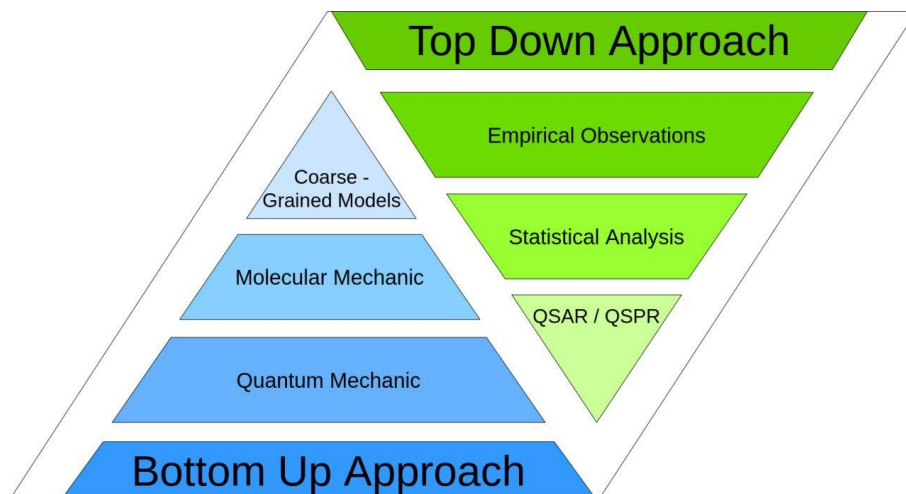 Top Down Approach
Empirical Observations
Coarse -
Grained Models
Statistical Analysis
Molecular Mechanic
QSAR / QSPR
Quantum Mechanic
Bottom Up Approach